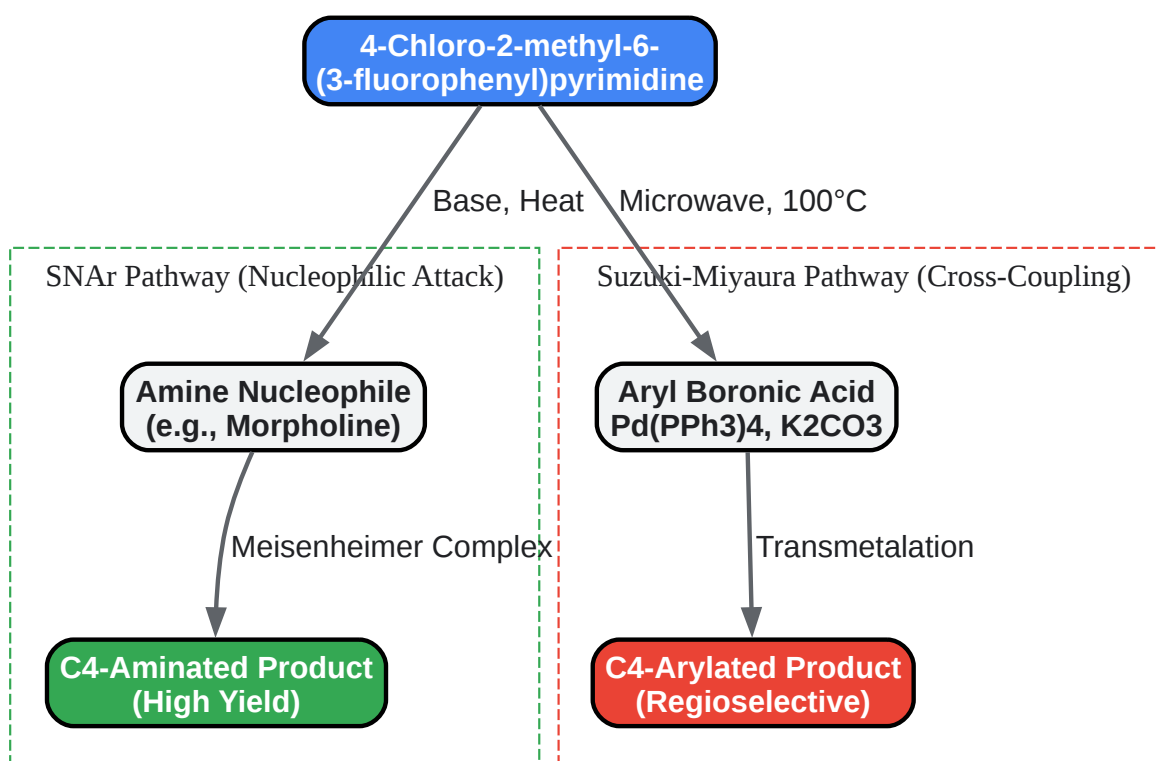 4-Chloro-2-methyl-6-
(3-fluorophenyl)pyrimidine
Base, Heat
Microwave, 100°C
SNAr Pathway (Nucleophilic Attack)
Suzuki-Miyaura Pathway (Cross-Coupling)
Amine Nucleophile
(e.g., Morpholine)
Aryl Boronic Acid
Pd(PPh3)4, K2CO3
Meisenheimer Complex
Transmetalation
C4-Aminated Product
(High Yield)
C4-Arylated Product
(Regioselective)